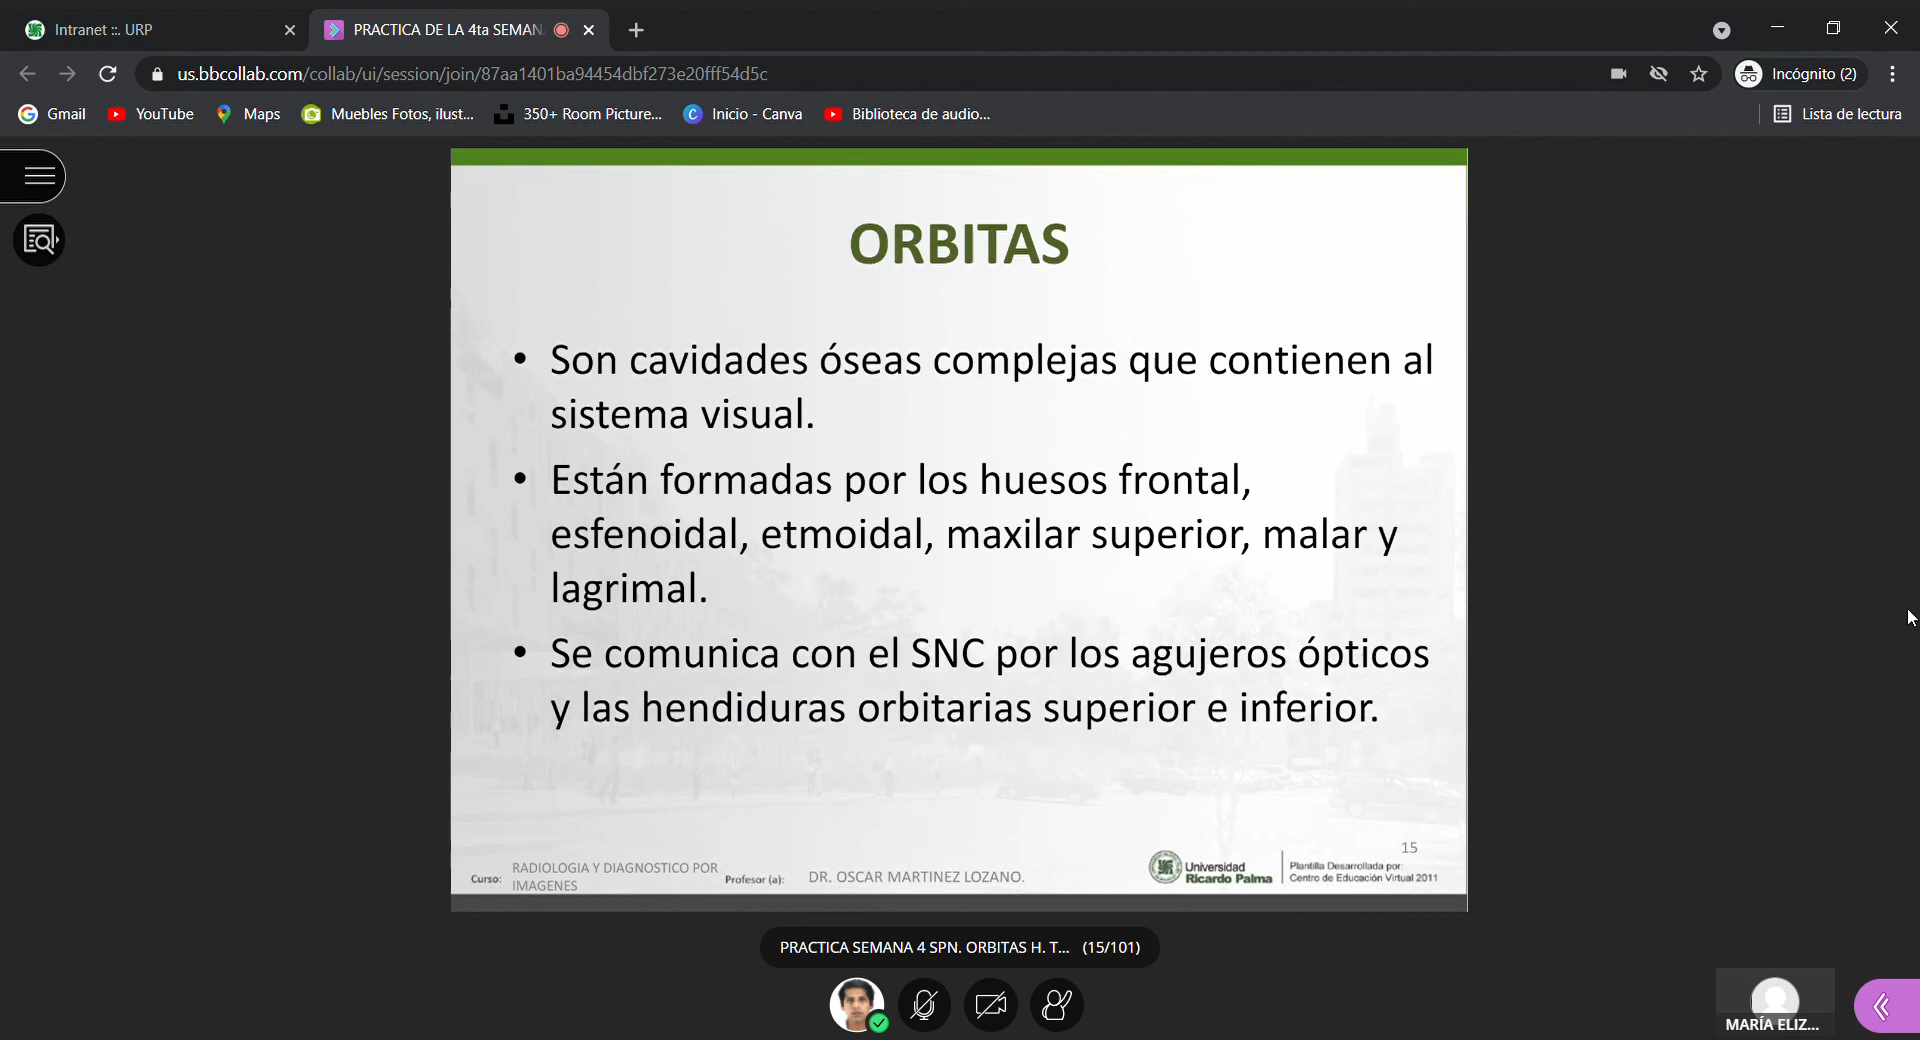 Intranet ::. URP
PRACTICA DE LA 4ta SEMAN
us.bbcollab.com/collab/ui/session/join/87aa1401ba94454dbf273e20fff54d5c
Incógnito (2)
Gmail
YouTube
Maps
Muebles Fotos, ilust...
350+ Room Picture...
Inicio - Canva
Biblioteca de audio...
Lista de lectura
ORBITAS
• Son cavidades óseas complejas que contienen al
sistema visual.
• Están formadas por los huesos frontal,
esfenoidal, etmoidal, maxilar superior, malar y
lagrimal.
• Se comunica con el SNC por los agujeros ópticos
y las hendiduras orbitarias superior e inferior.
15
Curso:
RADIOLOGIA Y DIAGNOSTICO POR
IMAGENES
Profesor (a):
DR. OSCAR MARTINEZ LOZANO.
Universidad
Ricardo Palma
Plantilla Desarrollada por:
Centro de Educación Virtual 2011
PRACTICA SEMANA 4 SPN. ORBITAS H. T... (15/101)
MARÍA ELIZ...